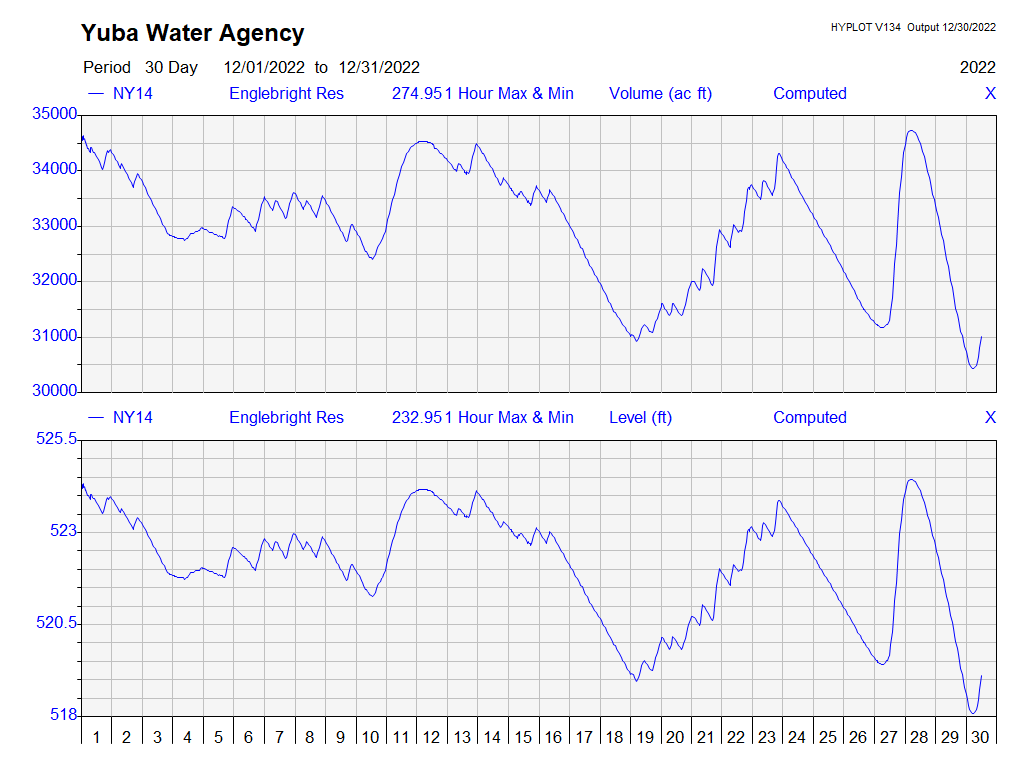 Yuba Water Agency
HYPLOT V134 Output 12/30/2022
Period 30 Day 12/01/2022 to 12/31/2022 2022
NY14 Englebright Res 274.951 Hour Max & Min Volume (ac ft) Computed X
35000
34000
33000
32000
31000
30000
NY14 Englebright Res 232.951 Hour Max & Min Level (ft) Computed X
525.5
523
520.5
518
1 2 3 4 5 6 7 8 9 10 11 12 13 14 15 16 17 18 19 20 21 22 23 24 25 26 27 28 29 30